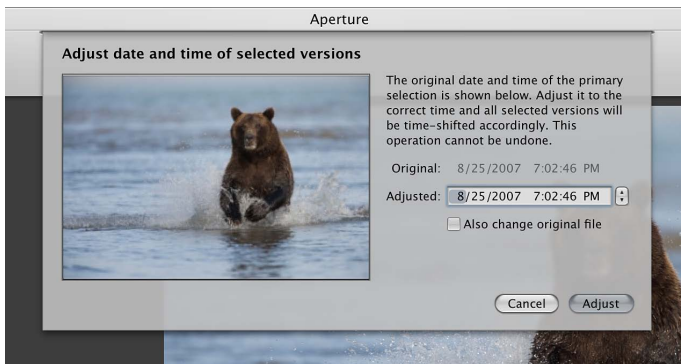 Aperture
Adjust date and time of selected versions
The original date and time of the primary
selection is shown below. Adjust it to the
correct time and all selected versions will
be time-shifted accordingly. This
operation cannot be undone.
Original: 8/25/2007 7:02:46 PM
Adjusted: 8/25/2007 7:02:46 PM
Also change original file
Cancel Adjust